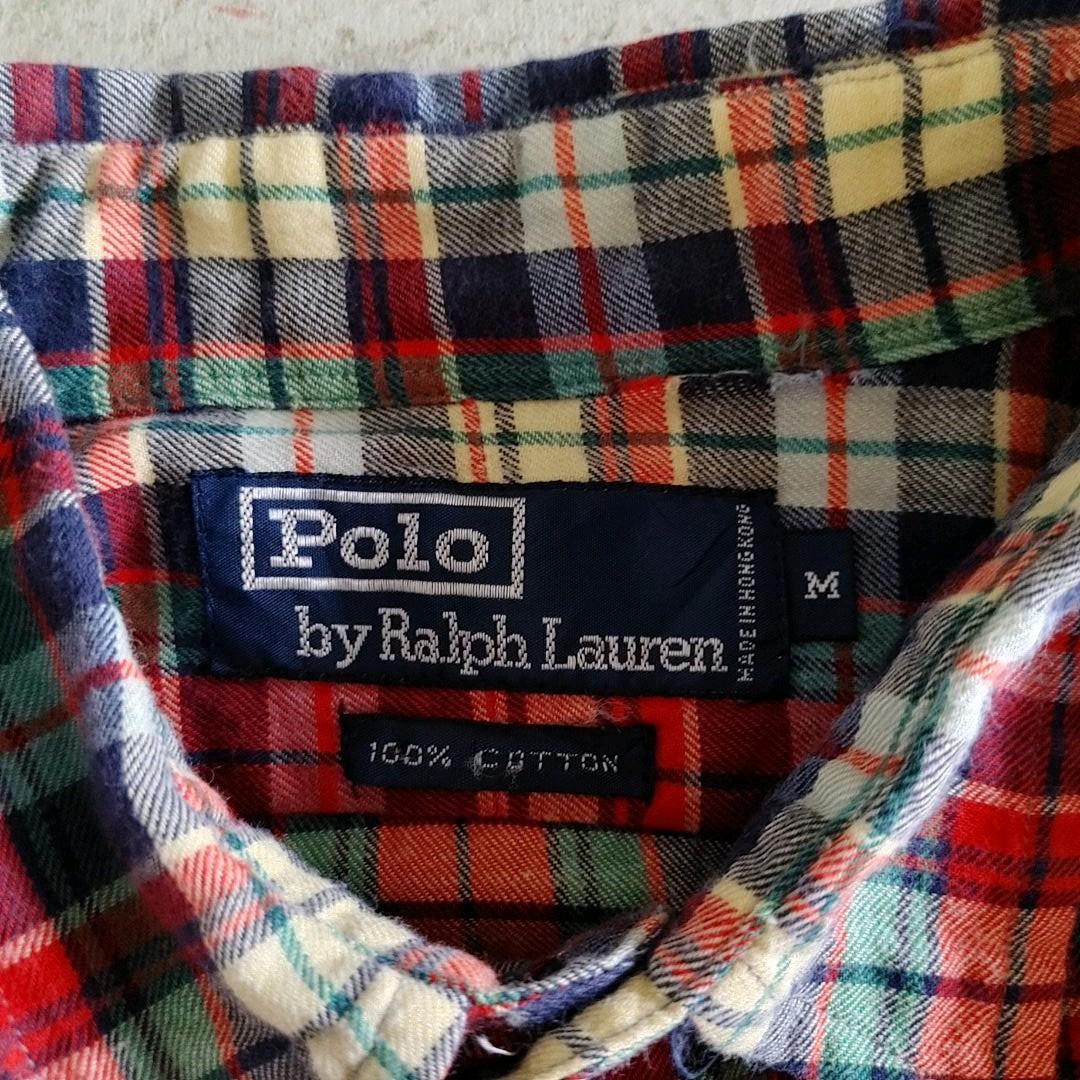 Polo
by Ralph Lauren
MADE IN HONG KONG
M
100% COTTON